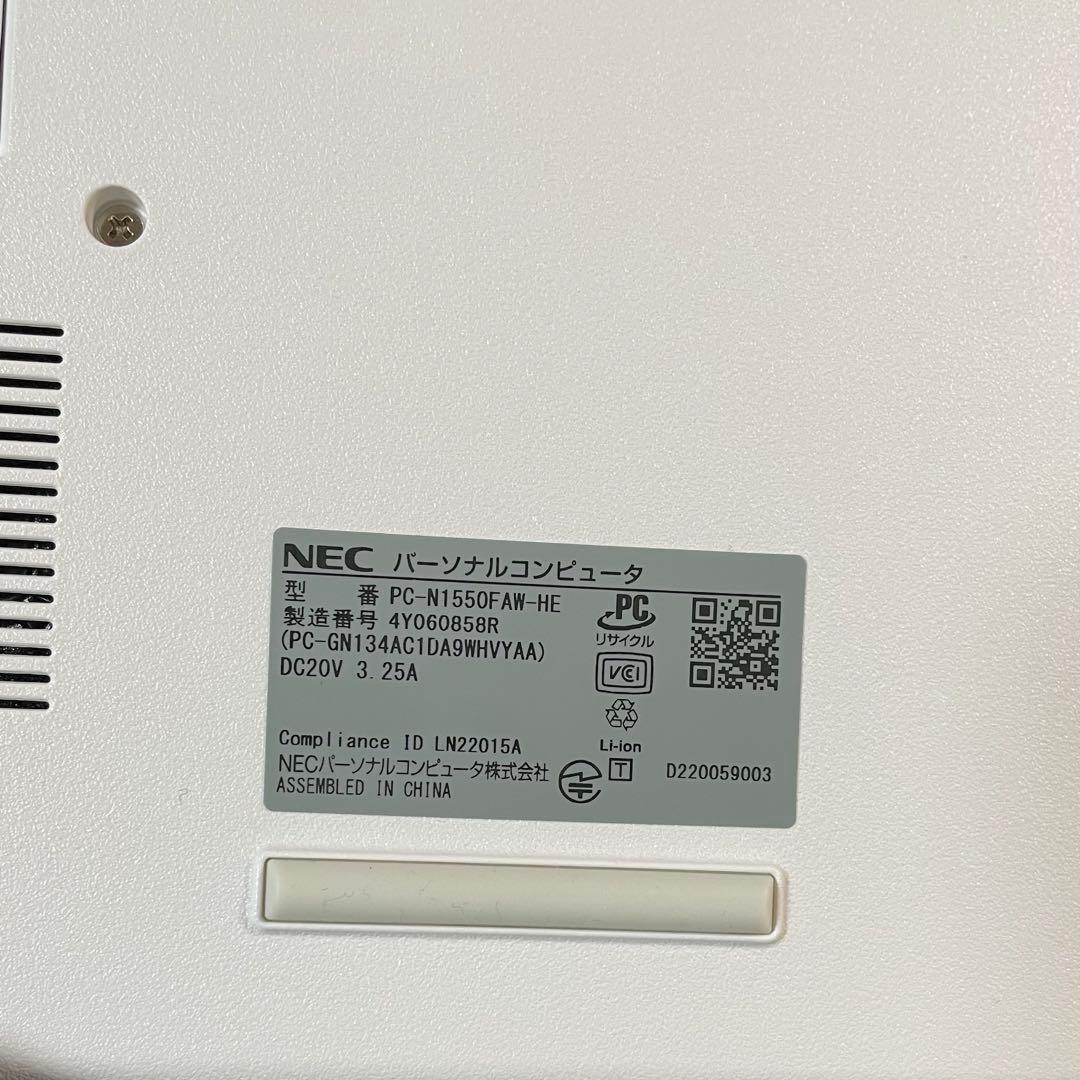 NEC パーソナルコンピュータ
型 番 PC-N1550FAW-HE
製造番号 4Y060858R
(PC-GN134AC1DA9WHVYAA)
DC20V 3.25A
PC
リサイクル
VCI
Li-ion
Compliance ID LN22015A
NECパーソナルコンピュータ株式会社
ASSEMBLED IN CHINA
T
D220059003